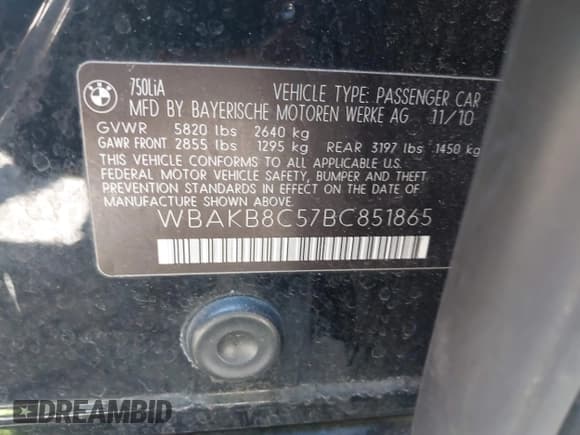 BMW
750LiA
VEHICLE TYPE: PASSENGER CAR
MFD BY BAYERISCHE MOTOREN WERKE AG 11/10
GVWR 5820 lbs 2640 kg
GAWR FRONT 2855 lbs 1295 kg REAR 3197 lbs 1450 kg
THIS VEHICLE CONFORMS TO ALL APPLICABLE U.S.
FEDERAL MOTOR VEHICLE SAFETY, BUMPER AND THEFT
PREVENTION STANDARDS IN EFFECT ON THE DATE OF
MANUFACTURE SHOWN ABOVE.
WBAKB8C57BC851865
DREAMBID